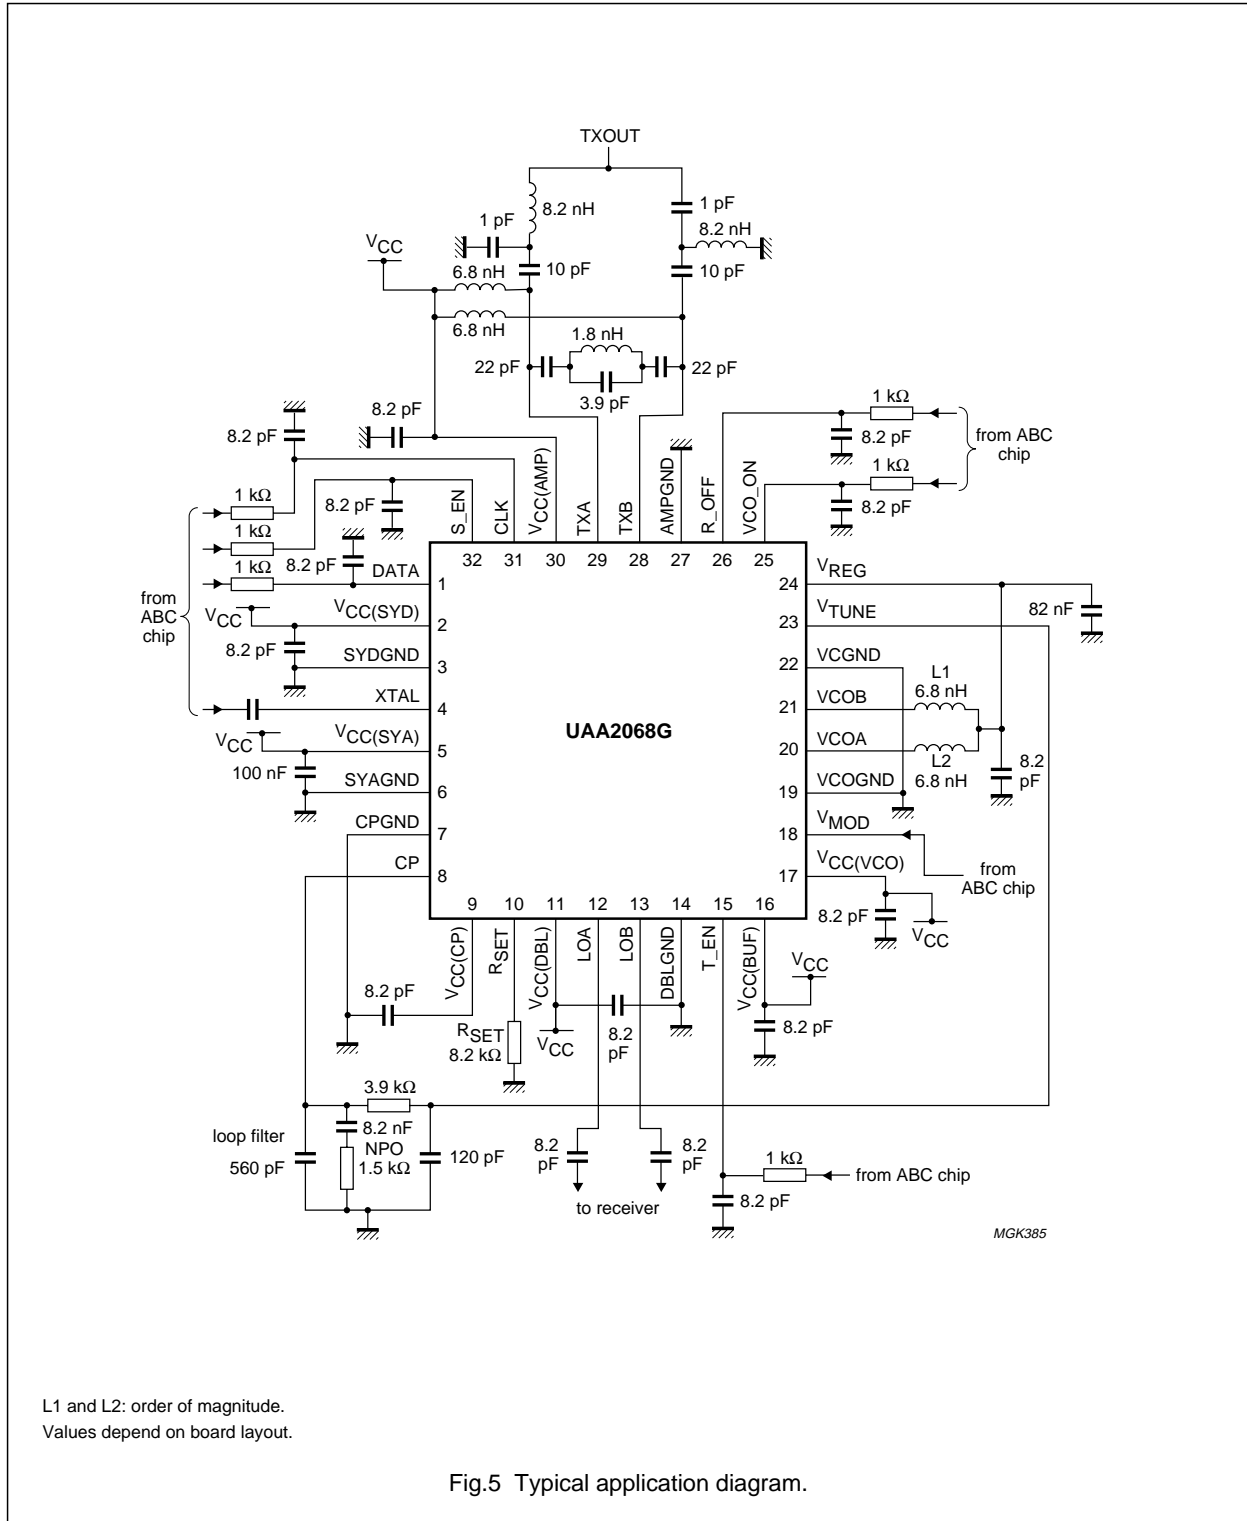 TXOUT
1 pF
8.2 nH
1 pF
8.2 nH
VCC
10 pF
10 pF
6.8 nH
6.8 nH
1.8 nH
22 pF
22 pF
3.9 pF
8.2 pF
8.2 pF
1 kΩ
8.2 pF
1 kΩ
8.2 pF
from ABC
chip
1 kΩ
1 kΩ
1 kΩ
8.2 pF
8.2 pF
from
ABC
chip
S_EN
CLK
VCC(AMP)
TXA
TXB
AMPGND
R_OFF
VCO_ON
32
31
30
29
28
27
26
25
DATA
1
VCC
VCC(SYD)
2
8.2 pF
SYDGND
3
XTAL
4
VCC
VCC(SYA)
5
100 nF
SYAGND
6
CPGND
7
CP
8
UAA2068G
24
VREG
82 nF
23
VTUNE
22
VCGND
L1
6.8 nH
21
VCOB
20
VCOA
L2
6.8 nH
8.2
pF
19
VCOGND
18
VMOD
from
ABC chip
17
VCC(VCO)
8.2 pF
VCC
9
10
11
12
13
14
15
16
VCC(CP)
RSET
VCC(DBL)
LOA
LOB
DBLGND
T_EN
VCC(BUF)
VCC
8.2 pF
8.2 pF
RSET
8.2 kΩ
VCC
8.2
pF
3.9 kΩ
8.2 nF
NPO
1.5 kΩ
loop filter
560 pF
120 pF
8.2
pF
8.2
pF
to receiver
1 kΩ
from ABC chip
8.2 pF
MGK385
L1 and L2: order of magnitude.
Values depend on board layout.
Fig.5 Typical application diagram.